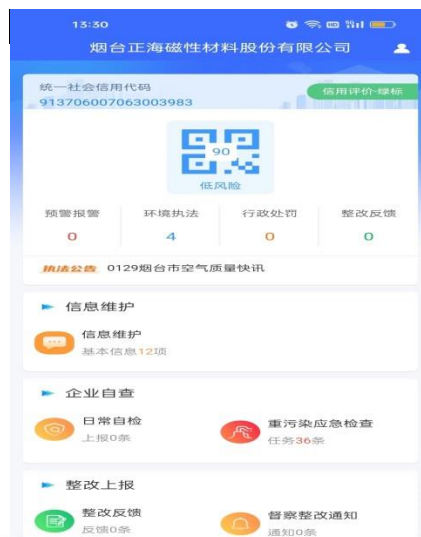 13:30
烟台正海磁性材料股份有限公司
统一社会信用代码
913706007063003983
信用评价-绿标
90
低风险
预警报警 环境执法 行政处罚 整改反馈
0 4 0 0
执法公告 0129烟台市空气质量快讯
信息维护
信息维护
基本信息12项
企业自查
日常自检 重污染应急检查
上报0条 任务36条
整改上报
整改反馈 督察整改通知
反馈0条 通知0条